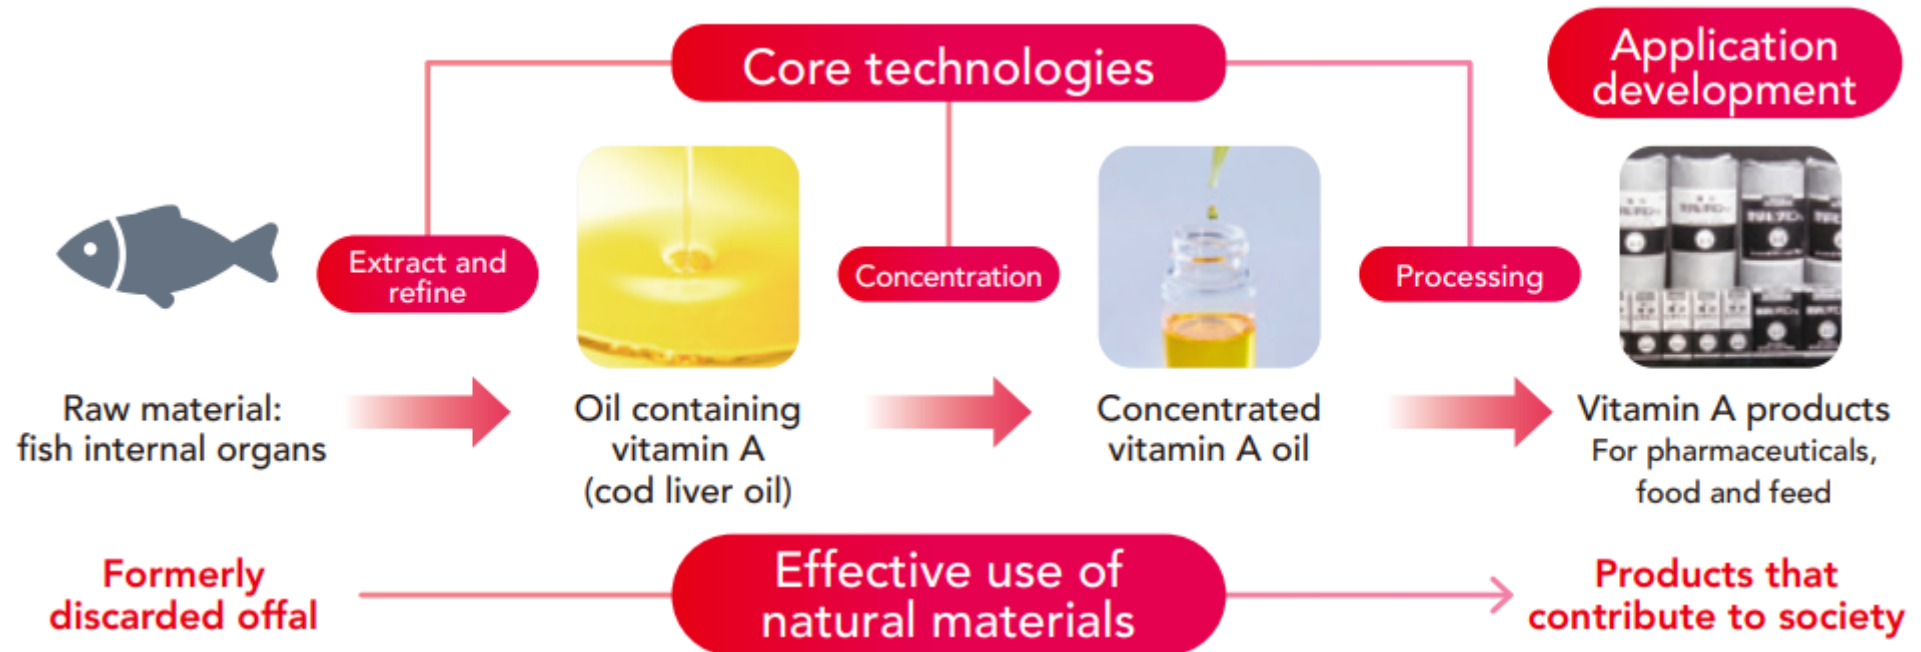 Core technologies
Application
development
Extract and
refine
Concentration
Processing
Raw material:
fish internal organs
Oil containing
vitamin A
(cod liver oil)
Concentrated
vitamin A oil
Vitamin A products
For pharmaceuticals,
food and feed
Formerly
discarded offal
Effective use of
natural materials
Products that
contribute to society